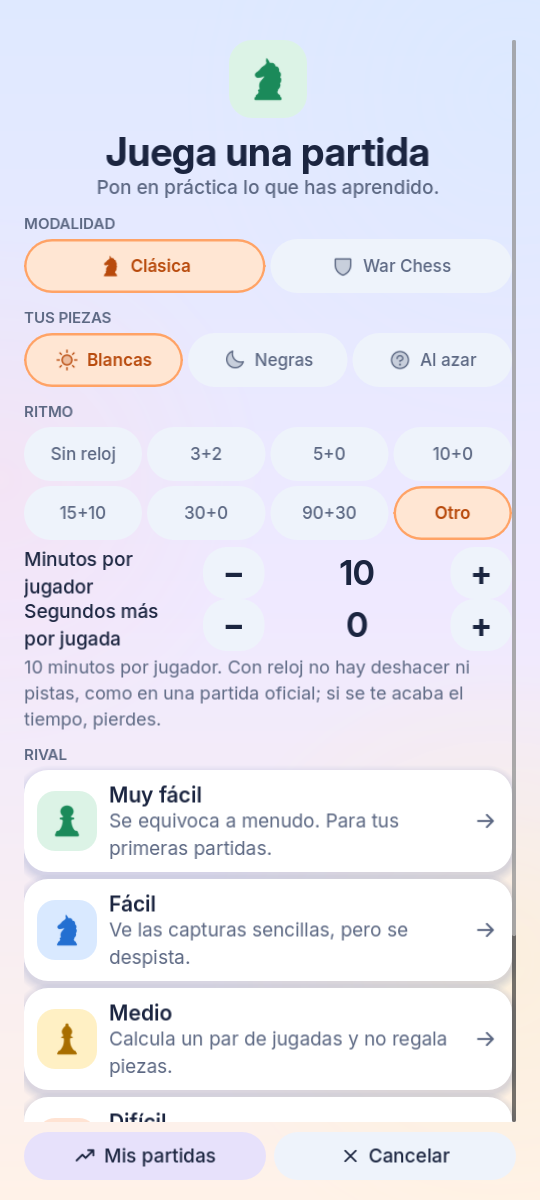 Juega una partida
Pon en práctica lo que has aprendido.
MODALIDAD
Clásica
War Chess
TUS PIEZAS
Blancas
Negras
Al azar
RITMO
Sin reloj
3+2
5+0
10+0
15+10
30+0
90+30
Otro
Minutos por
jugador
− 10 +
Segundos más
por jugada
− 0 +
10 minutos por jugador. Con reloj no hay deshacer ni
pistas, como en una partida oficial; si se te acaba el
tiempo, pierdes.
RIVAL
Muy fácil
Se equivoca a menudo. Para tus
primeras partidas.
Fácil
Ve las capturas sencillas, pero se
despista.
Medio
Calcula un par de jugadas y no regala
piezas.
Difícil
Mis partidas
Cancelar